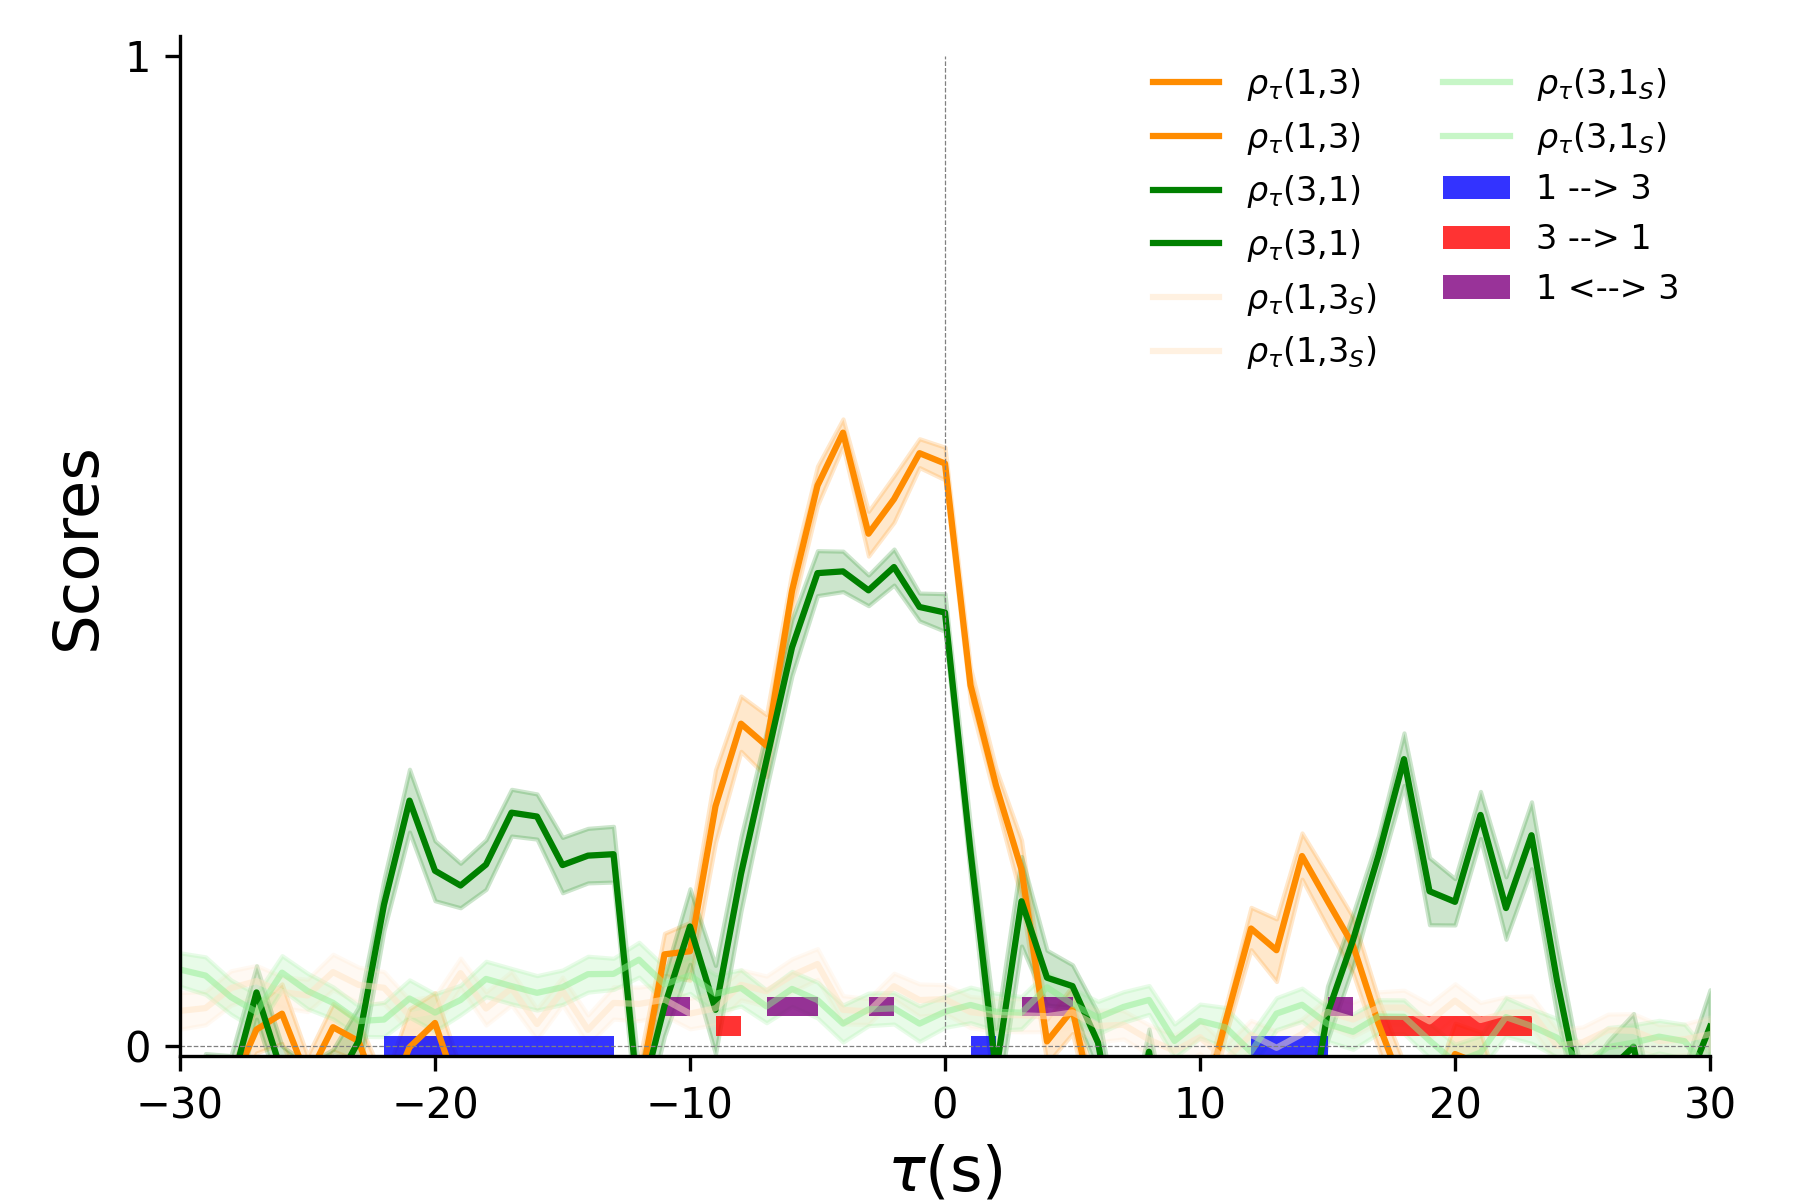 1
ρτ(1,3)
ρτ(1,3)
ρτ(3,1)
ρτ(3,1)
ρτ(1,3S)
ρτ(1,3S)
ρτ(3,1S)
ρτ(3,1S)
1 --> 3
3 --> 1
1 <--> 3
Scores
0
−30 −20 −10 0 10 20 30
τ(s)